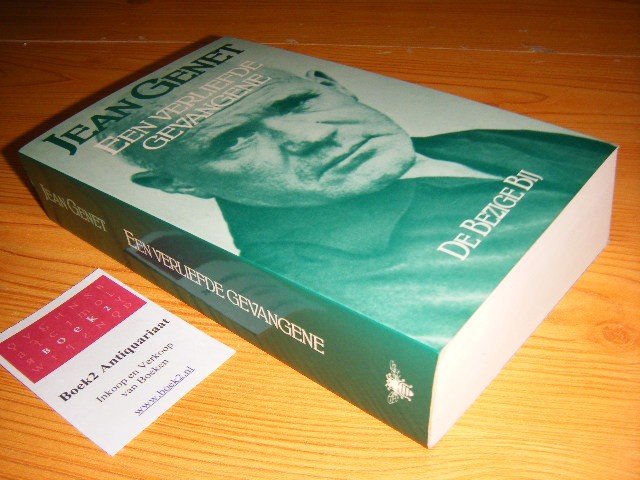 JEAN GENET
EEN VERLIEFDE
GEVANGENE
DE BEZIGE BIJ
JEAN GENET
EEN VERLIEFDE GEVANGENE
BOEK2
Boek2 Antiquariaat
Inkoop en Verkoop
van Boeken
www.boek2.nl